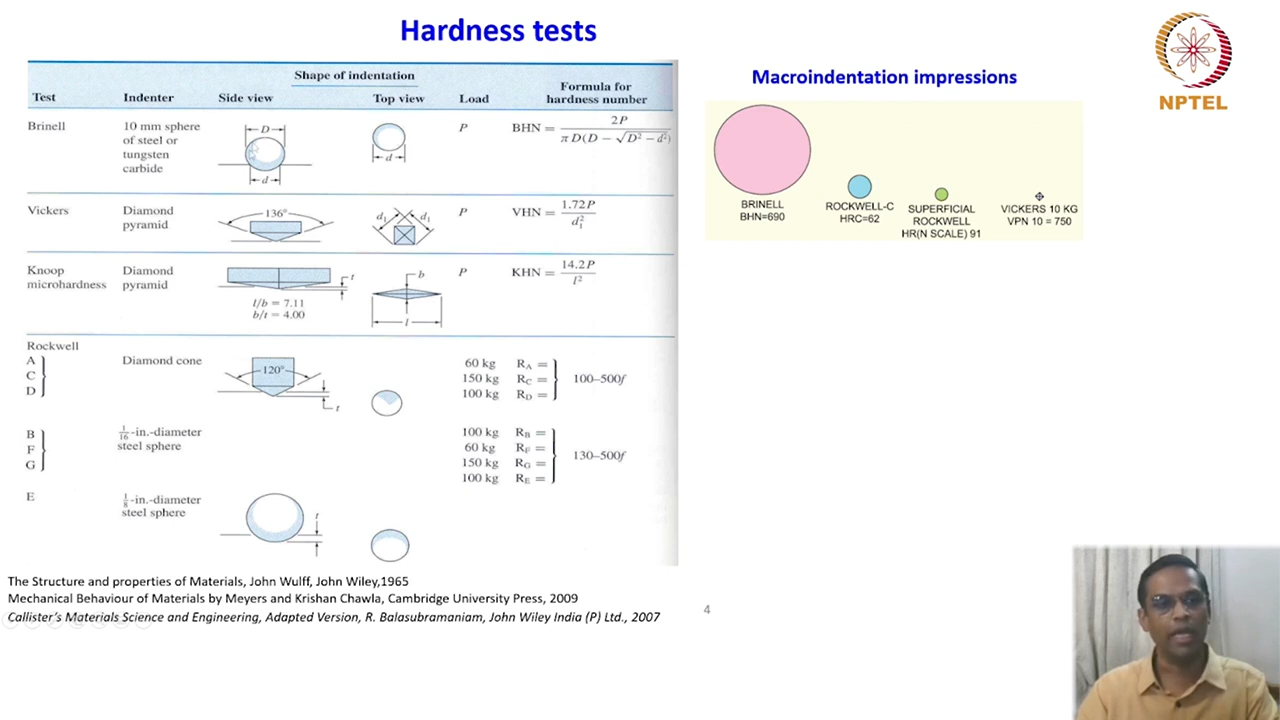 Hardness tests
NPTEL
Shape of indentation
Test Indenter Side view Top view Load Formula for hardness number
Brinell
10 mm sphere
of steel or
tungsten
carbide
D
d
d
P
BHN = 2P / πD(D − √D² − d²)
Vickers
Diamond
pyramid
136°
d₁ d₁
P
VHN = 1.72P / d₁²
Knoop
microhardness
Diamond
pyramid
t
l/b = 7.11
b/t = 4.00
b
l
P
KHN = 14.2P / l²
Rockwell
A
C
D
Diamond cone
120°
t
60 kg R_A =
150 kg R_C =
100 kg R_D =
100–500t
B
F
G
1/16-in.-diameter
steel sphere
100 kg R_B =
60 kg R_F =
150 kg R_G =
100 kg R_E =
130–500t
E
1/8-in.-diameter
steel sphere
t
Macroindentation impressions
BRINELL
BHN=690
ROCKWELL-C
HRC=62
SUPERFICIAL
ROCKWELL
HR(N SCALE) 91
VICKERS 10 KG
VPN 10 = 750
The Structure and properties of Materials, John Wulff, John Wiley,1965
Mechanical Behaviour of Materials by Meyers and Krishan Chawla, Cambridge University Press, 2009
Callister's Materials Science and Engineering, Adapted Version, R. Balasubramaniam, John Wiley India (P) Ltd., 2007
4